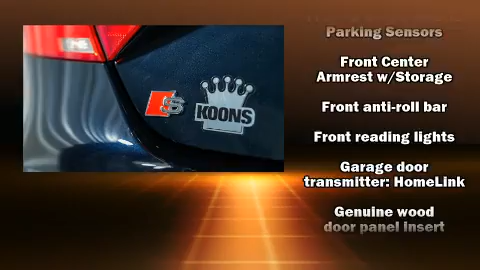 Parking Sensors
Front Center
Armrest w/Storage
Front anti-roll bar
Front reading lights
Garage door
transmitter: HomeLink
Genuine wood
door panel insert
S
KOONS